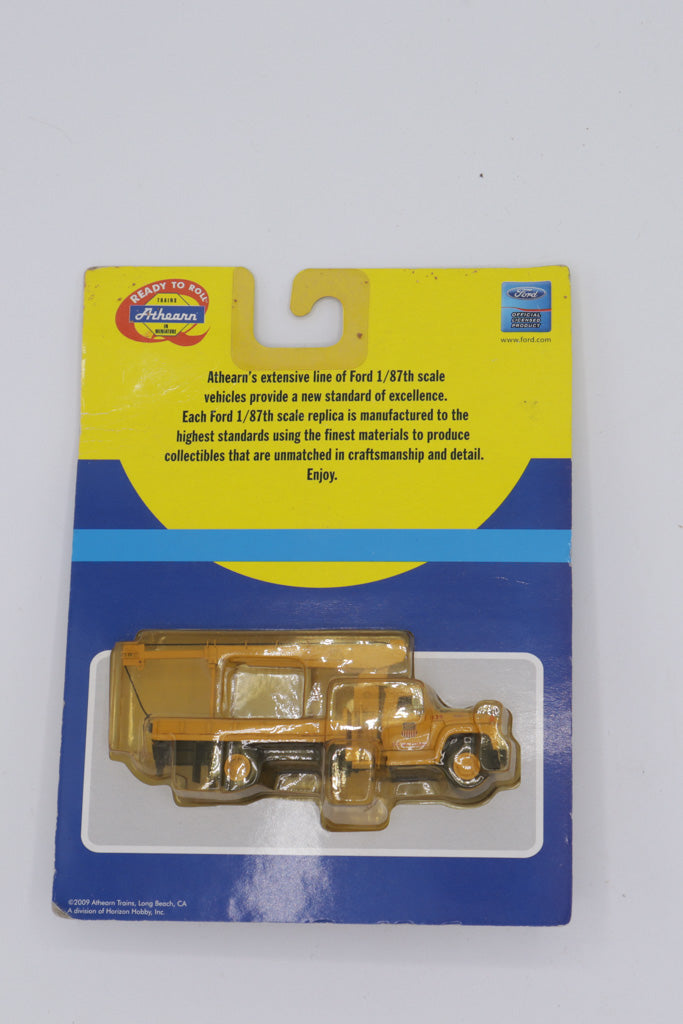 READY TO ROLL
TRAINS
Athearn
IN
MINIATURE
Ford
OFFICIAL
LICENSED
PRODUCT
www.ford.com
Athearn's extensive line of Ford 1/87th scale
vehicles provide a new standard of excellence.
Each Ford 1/87th scale replica is manufactured to the
highest standards using the finest materials to produce
collectibles that are unmatched in craftsmanship and detail.
Enjoy.
©2009 Athearn Trains, Long Beach, CA
A division of Horizon Hobby, Inc.